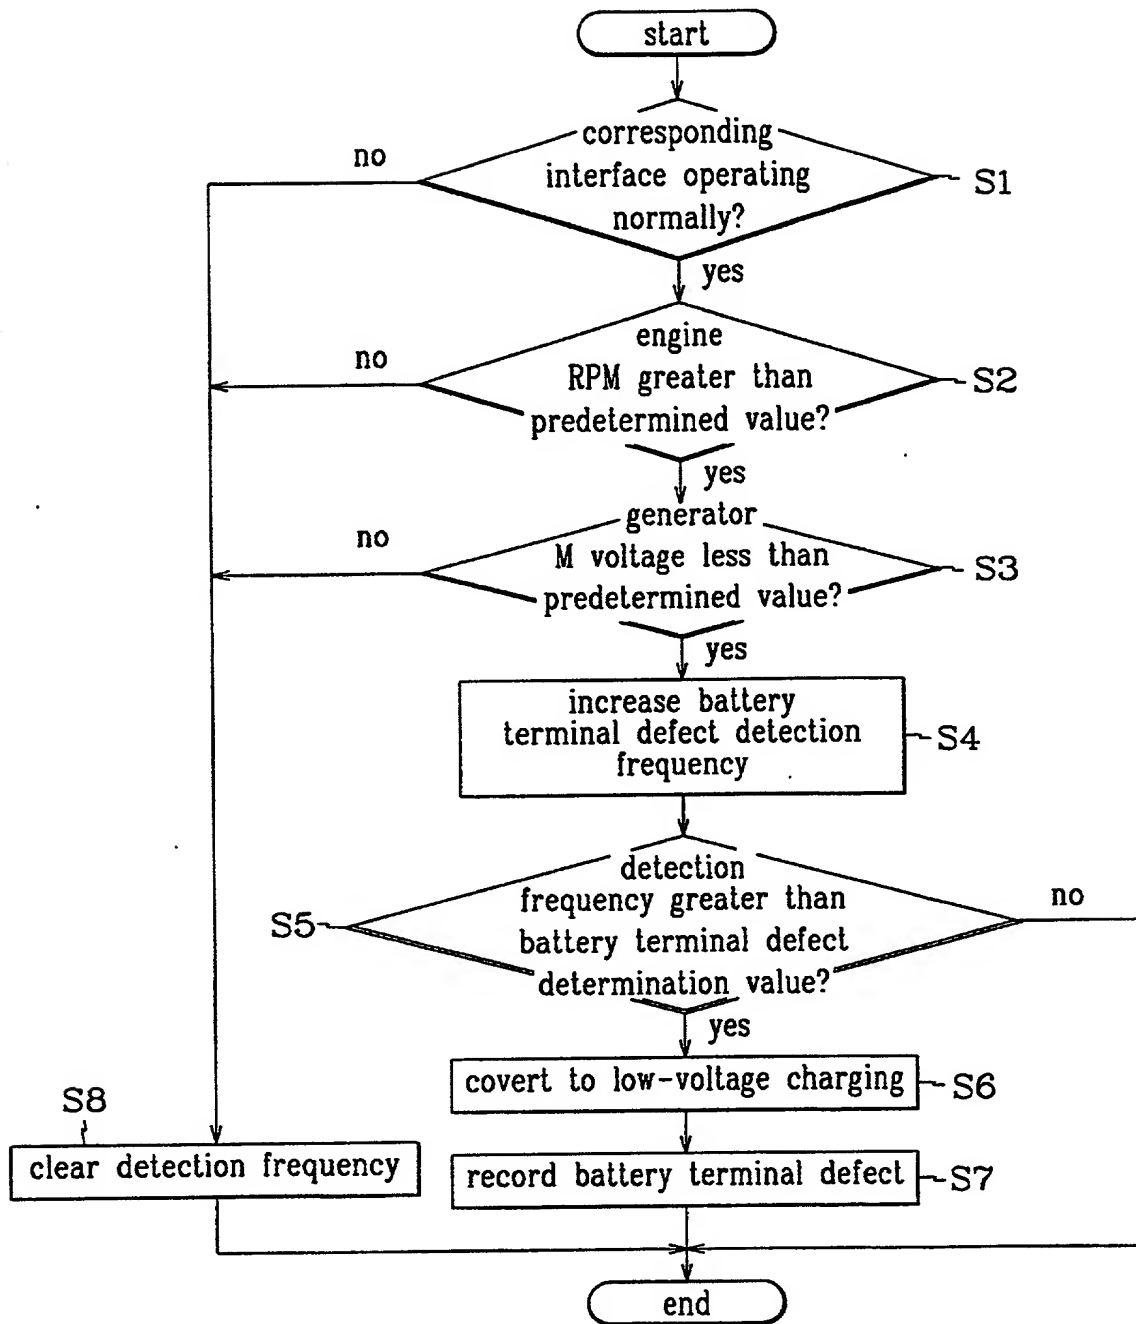 start
corresponding
interface operating
normally?
no
S1
yes
engine
RPM greater than
predetermined value?
no
S2
yes
generator
M voltage less than
predetermined value?
no
S3
yes
increase battery
terminal defect detection
frequency
S4
detection
frequency greater than
battery terminal defect
determination value?
S5
no
yes
covert to low-voltage charging
S6
S8
clear detection frequency
record battery terminal defect
S7
end